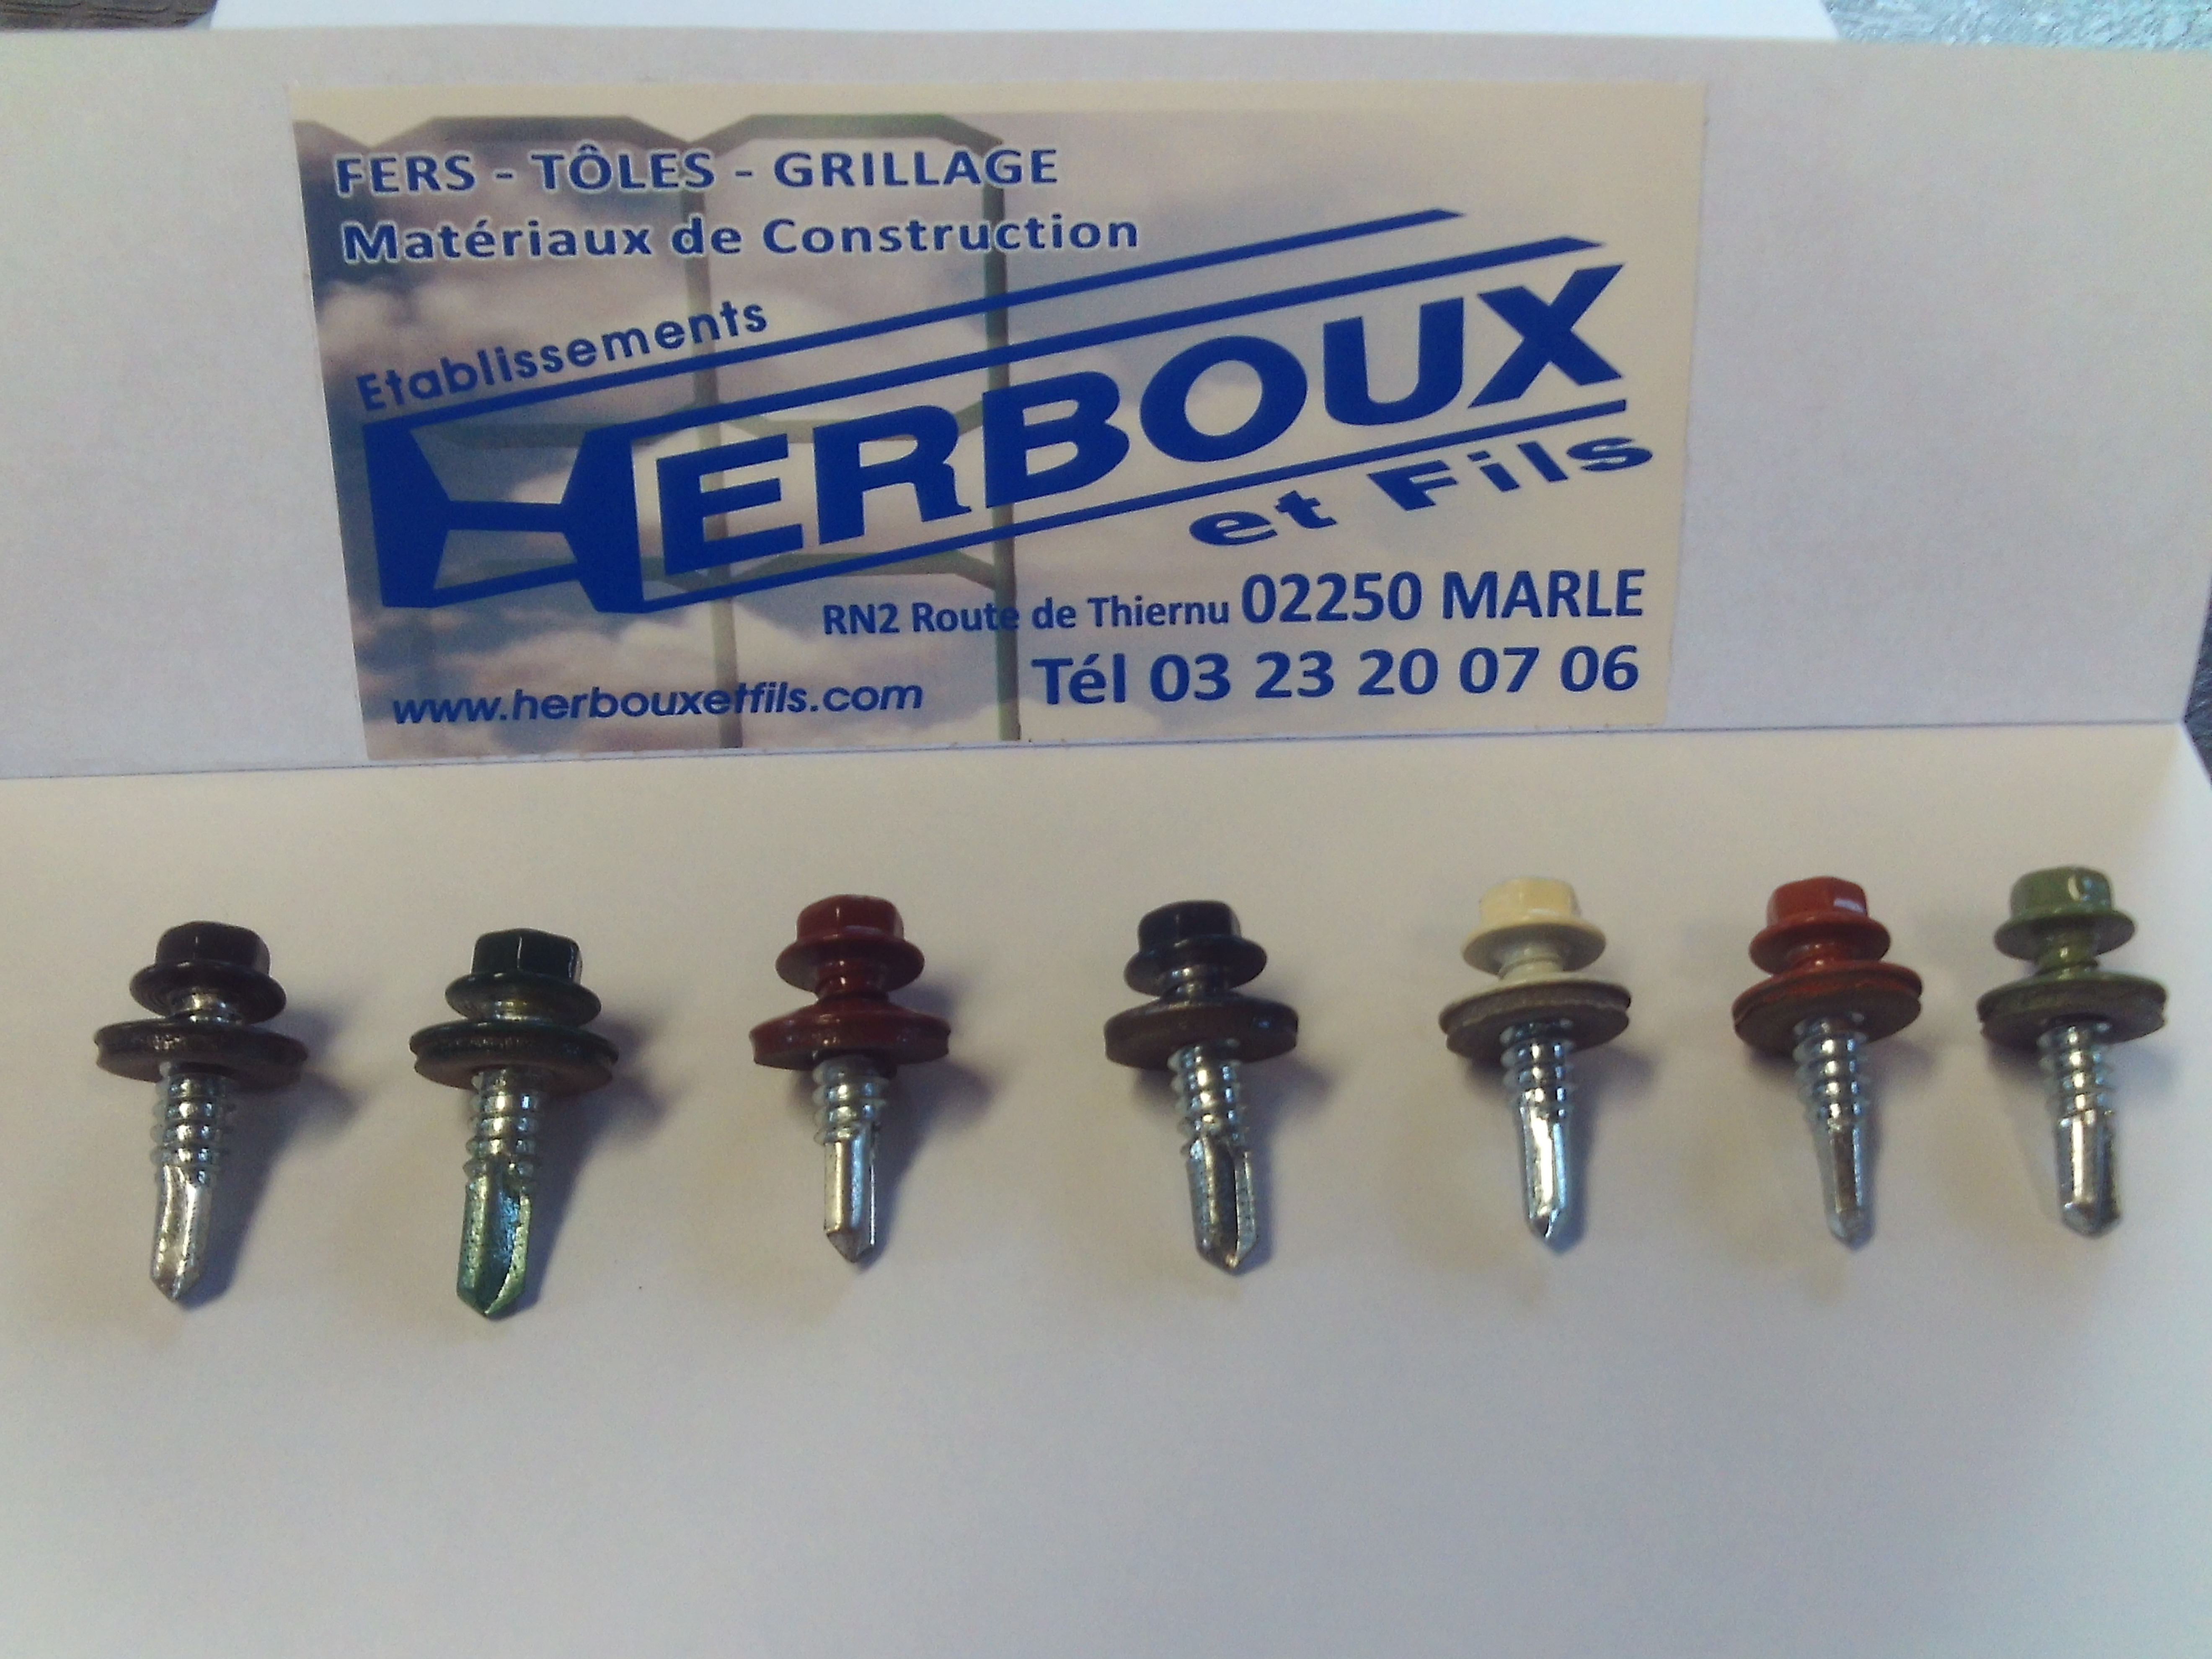 FERS - TÔLES - GRILLAGE
Matériaux de Construction
Etablissements
HERBOUX
et Fils
RN2 Route de Thiernu 02250 MARLE
Tél 03 23 20 07 06
www.herbouxetfils.com